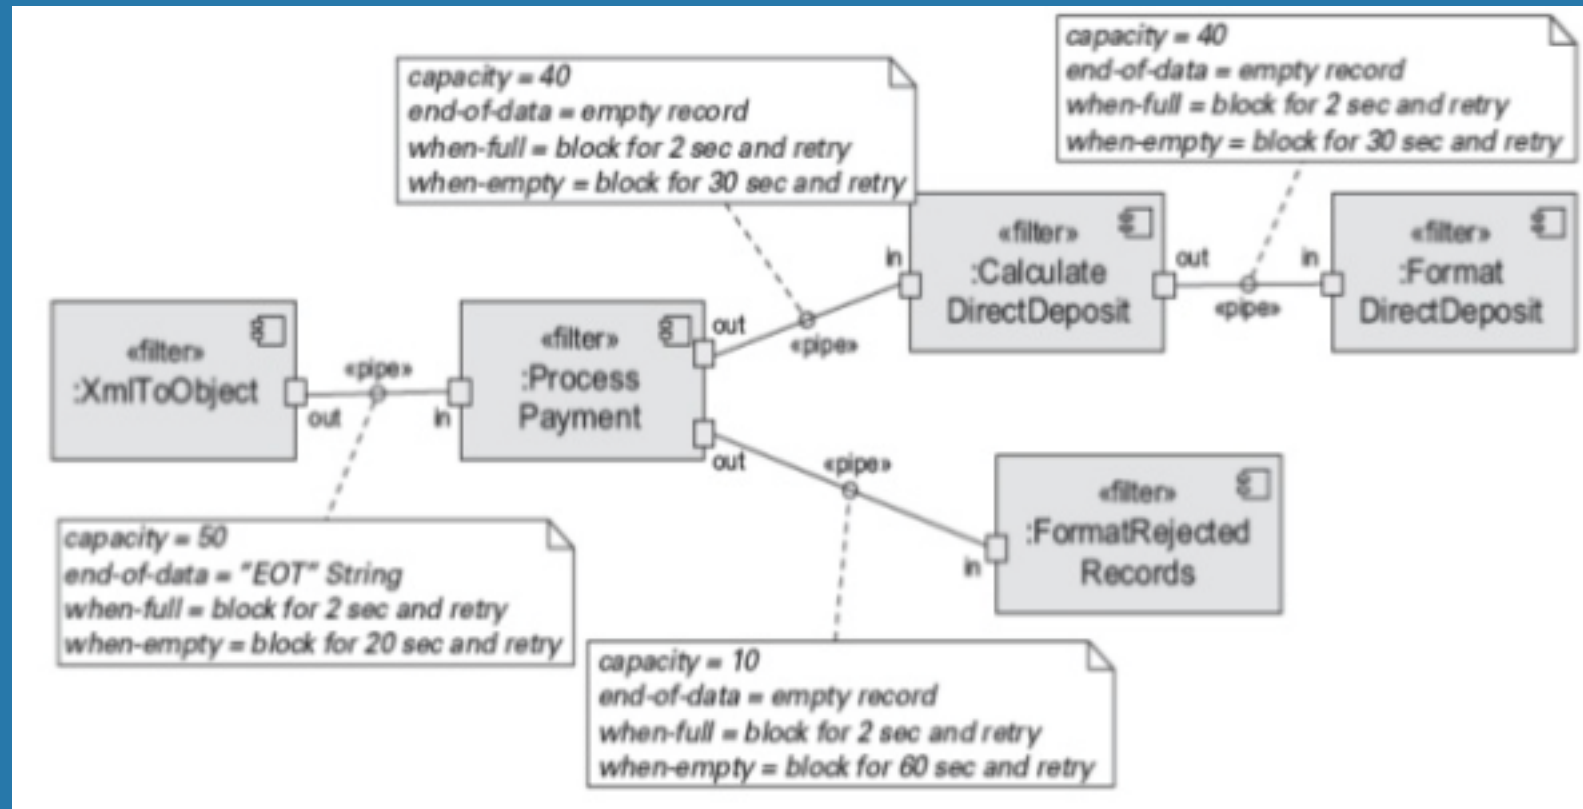 capacity = 40
end-of-data = empty record
when-full = block for 2 sec and retry
when-empty = block for 30 sec and retry
capacity = 40
end-of-data = empty record
when-full = block for 2 sec and retry
when-empty = block for 30 sec and retry
«filter»
:XmlToObject
out
«pipe»
in
«filter»
:Process
Payment
out
out
«pipe»
in
«filter»
:Calculate
DirectDeposit
out
«pipe»
in
«filter»
:Format
DirectDeposit
«pipe»
in
«filter»
:FormatRejected
Records
capacity = 50
end-of-data = "EOT" String
when-full = block for 2 sec and retry
when-empty = block for 20 sec and retry
capacity = 10
end-of-data = empty record
when-full = block for 2 sec and retry
when-empty = block for 60 sec and retry